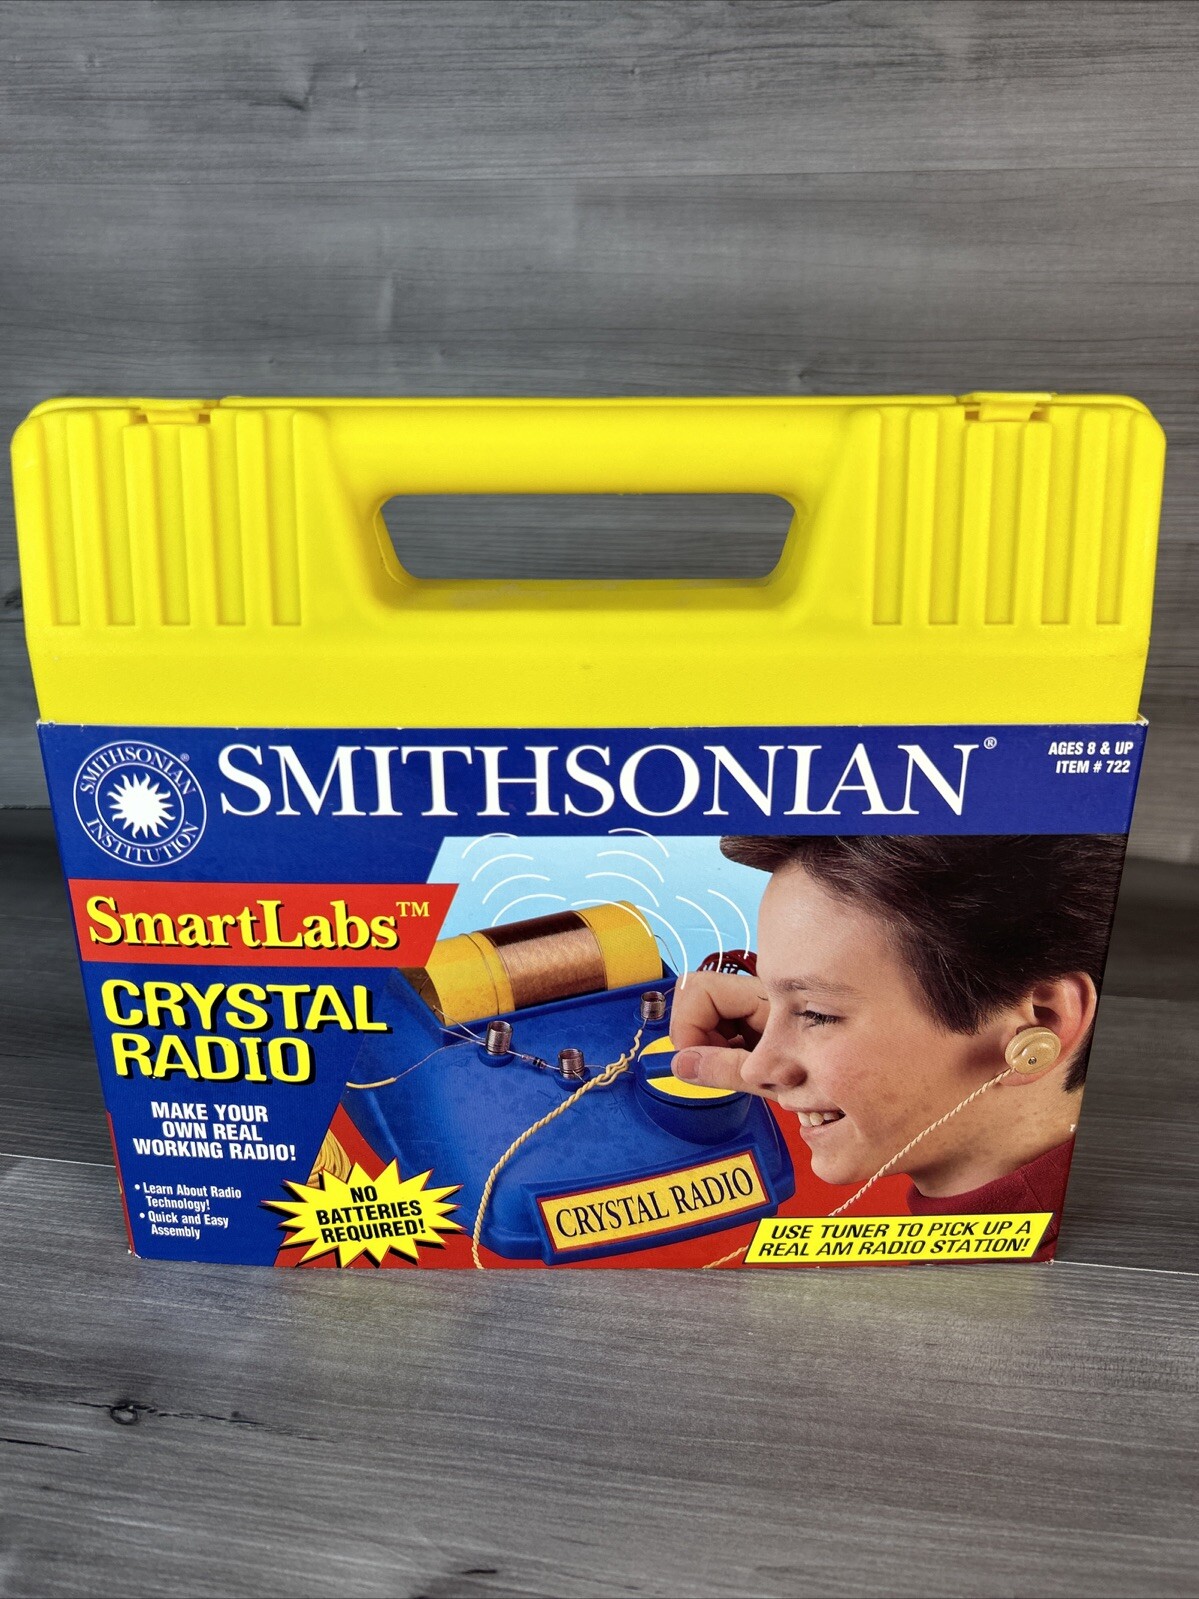 SMITHSONIAN ®
INSTITUTION
SMITHSONIAN®
AGES 8 & UP
ITEM # 722
SmartLabs™
CRYSTAL
RADIO
MAKE YOUR
OWN REAL
WORKING RADIO!
• Learn About Radio
Technology!
• Quick and Easy
Assembly
NO
BATTERIES
REQUIRED!
CRYSTAL RADIO
USE TUNER TO PICK UP A
REAL AM RADIO STATION!